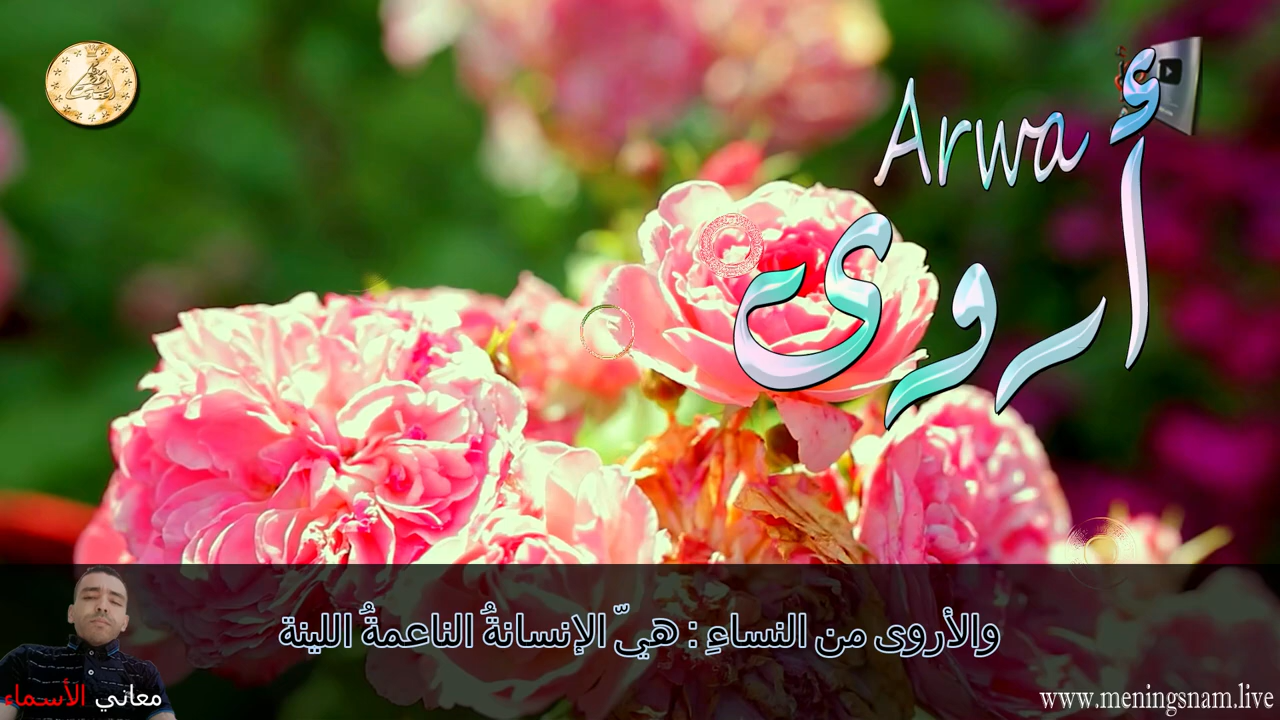 Arwa
أروى
والأروى من النساءِ : هيّ الإنسانةُ الناعمةُ اللينة
معاني الأسماء
www.meningsnam.live